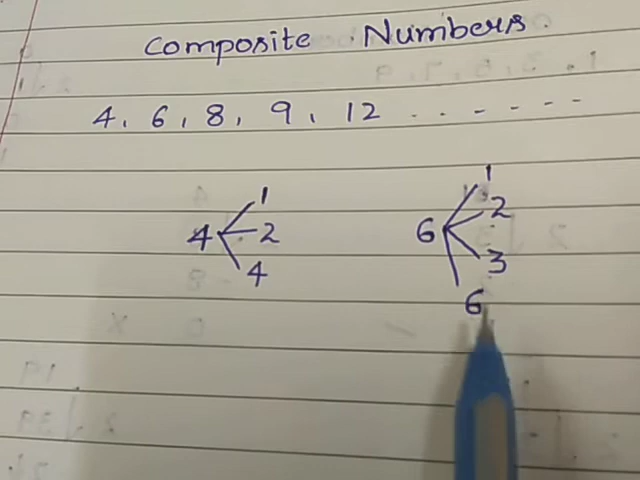 Composite Numbers.
4, 6, 8, 9, 12 . . - - - - -
4 1 2 4
6 1 2 3 6